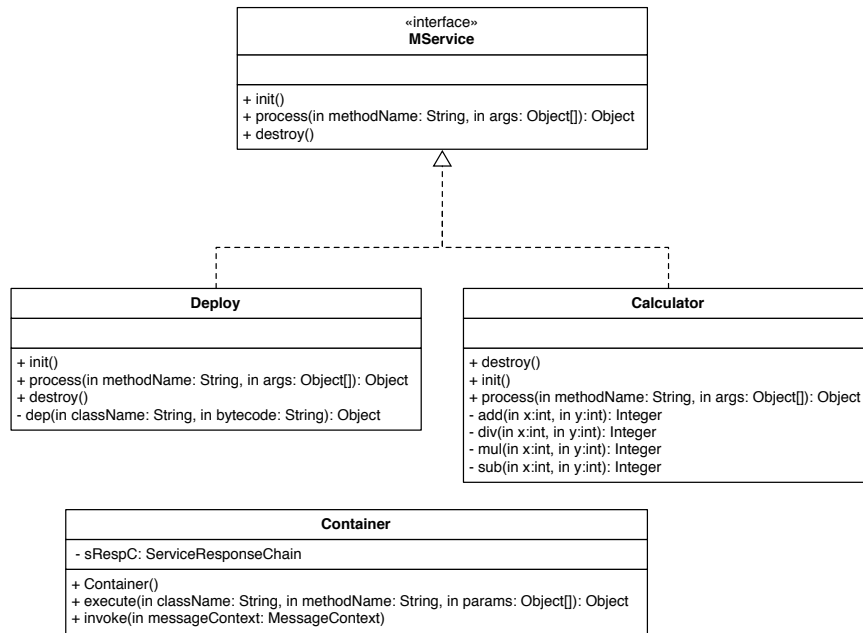 «interface»
MService
+ init()
+ process(in methodName: String, in args: Object[]): Object
+ destroy()
Deploy
+ init()
+ process(in methodName: String, in args: Object[]): Object
+ destroy()
- dep(in className: String, in bytecode: String): Object
Calculator
+ destroy()
+ init()
+ process(in methodName: String, in args: Object[]): Object
- add(in x:int, in y:int): Integer
- div(in x:int, in y:int): Integer
- mul(in x:int, in y:int): Integer
- sub(in x:int, in y:int): Integer
Container
- sRespC: ServiceResponseChain
+ Container()
+ execute(in className: String, in methodName: String, in params: Object[]): Object
+ invoke(in messageContext: MessageContext)